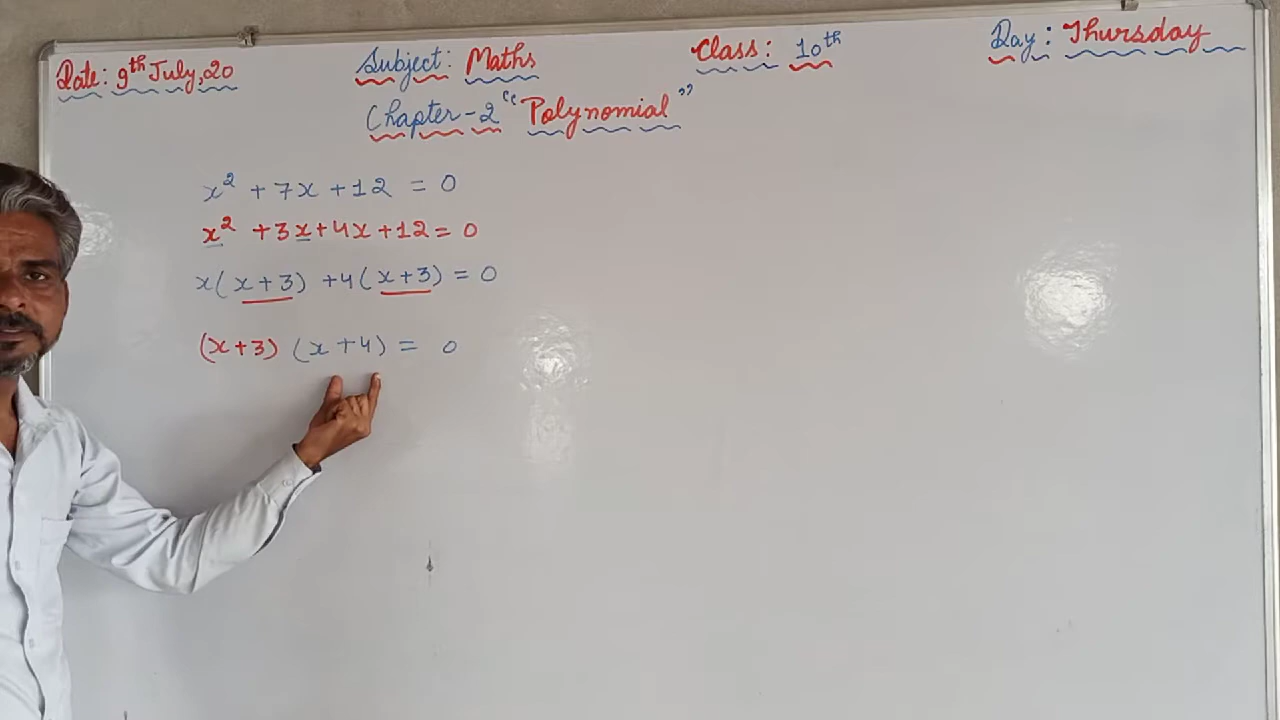 Date: 9th July, 20 Subject: Maths Class: 10th Day: Thursday
Chapter-2 "Polynomial"
x² + 7x + 12 = 0
x² + 3x + 4x + 12 = 0
x(x+3) + 4(x+3) = 0
(x+3) (x+4) = 0